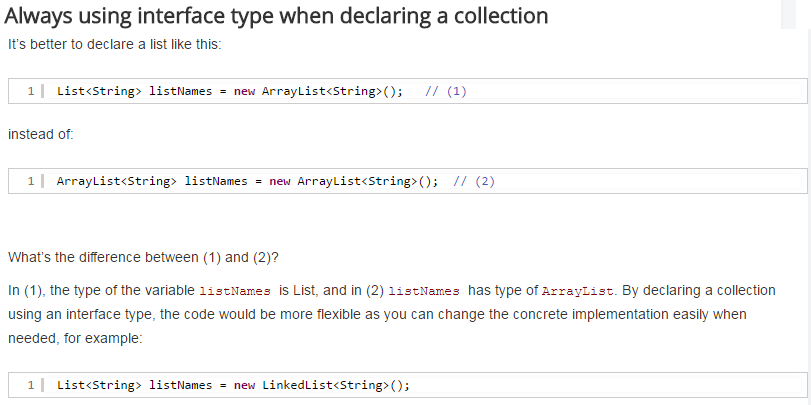 Always using interface type when declaring a collection
It's better to declare a list like this:
1 List<String> listNames = new ArrayList<String>();   // (1)
instead of:
1 ArrayList<String> listNames = new ArrayList<String>();  // (2)
What's the difference between (1) and (2)?
In (1), the type of the variable listNames is List, and in (2) listNames has type of ArrayList. By declaring a collection
using an interface type, the code would be more flexible as you can change the concrete implementation easily when
needed, for example:
1 List<String> listNames = new LinkedList<String>();